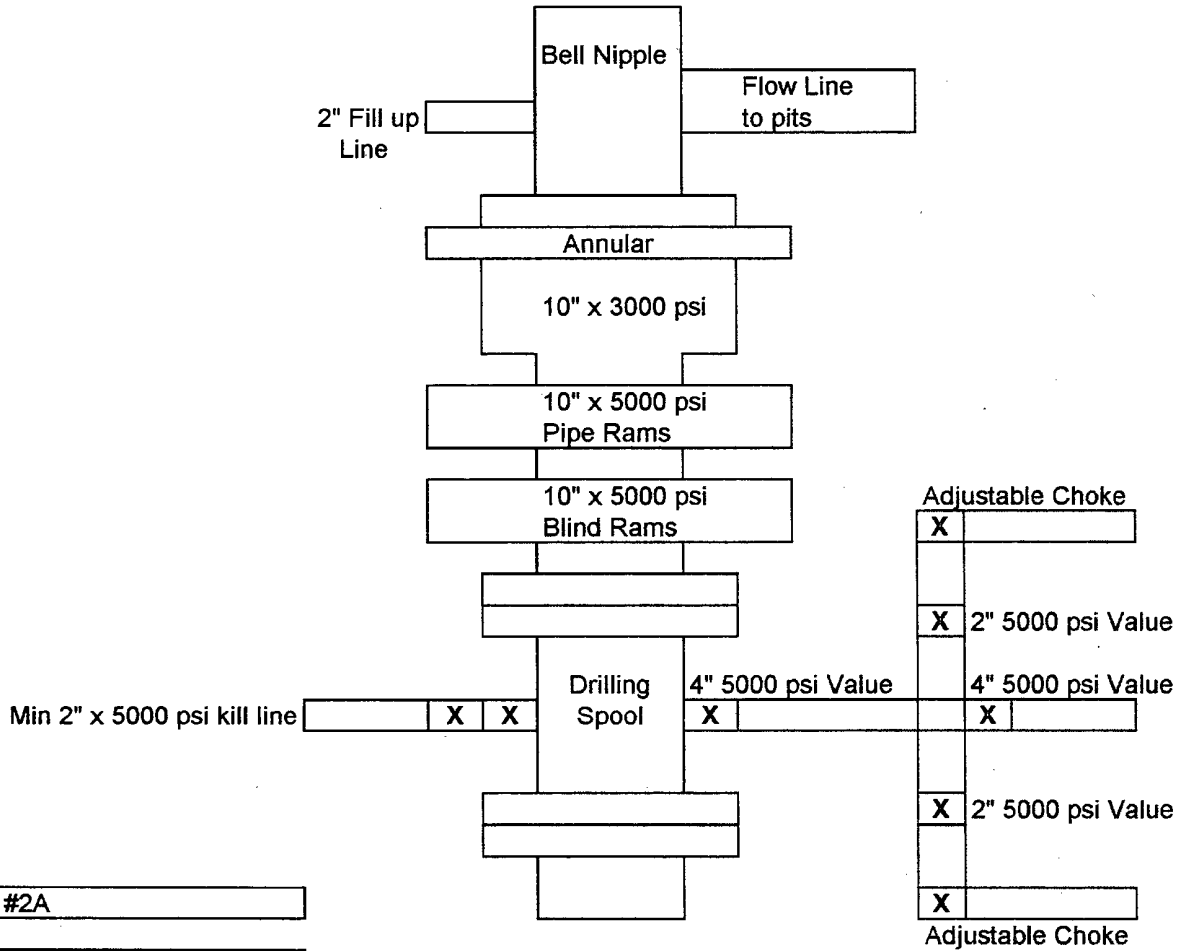 Bell Nipple
Flow Line
to pits
2" Fill up
Line
Annular
10" x 3000 psi
10" x 5000 psi
Pipe Rams
10" x 5000 psi
Blind Rams
Adjustable Choke
X
X 2" 5000 psi Value
Drilling
Spool
4" 5000 psi Value
4" 5000 psi Value
Min 2" x 5000 psi kill line
X X
X
X
X 2" 5000 psi Value
#2A
X
Adjustable Choke